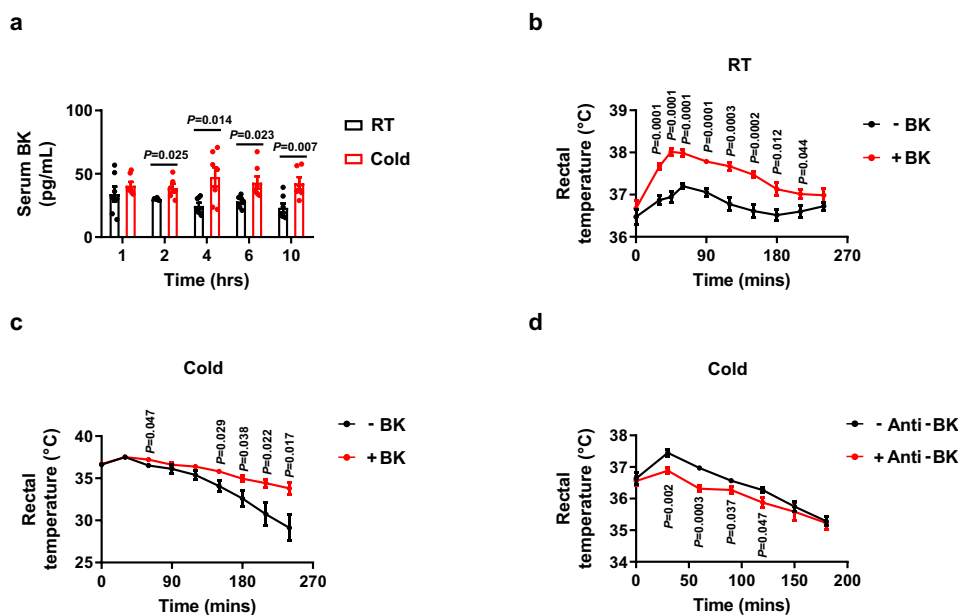 a
P=0.014
P=0.023
P=0.025
P=0.007
RT
Cold
Serum BK
(pg/mL)
100
50
0
1 2 4 6 10
Time (hrs)
b
RT
P=0.0001
P=0.0001
P=0.0001
P=0.0001
P=0.0003
P=0.0002
P=0.012
P=0.044
- BK
+ BK
Rectal
temperature (°C)
39
38
37
36
0 90 180 270
Time (mins)
c
Cold
P=0.047
P=0.029
P=0.038
P=0.022
P=0.017
- BK
+ BK
Rectal
temperature (°C)
40
35
30
25
0 90 180 270
Time (mins)
d
Cold
P=0.002
P=0.0003
P=0.037
P=0.047
- Anti-BK
+ Anti-BK
Rectal
temperature (°C)
38
37
36
35
34
0 50 100 150 200
Time (mins)